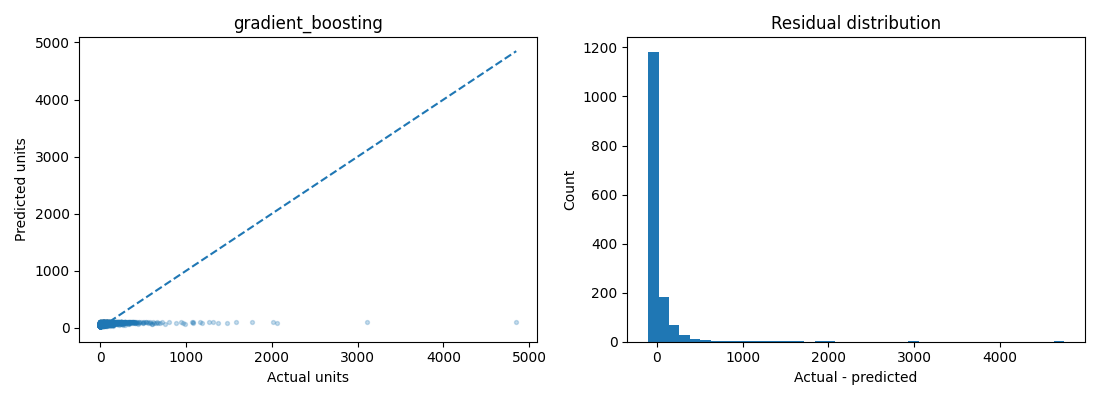 gradient_boosting
Predicted units
5000
4000
3000
2000
1000
0
0 1000 2000 3000 4000 5000
Actual units
Residual distribution
Count
1200
1000
800
600
400
200
0
0 1000 2000 3000 4000
Actual - predicted